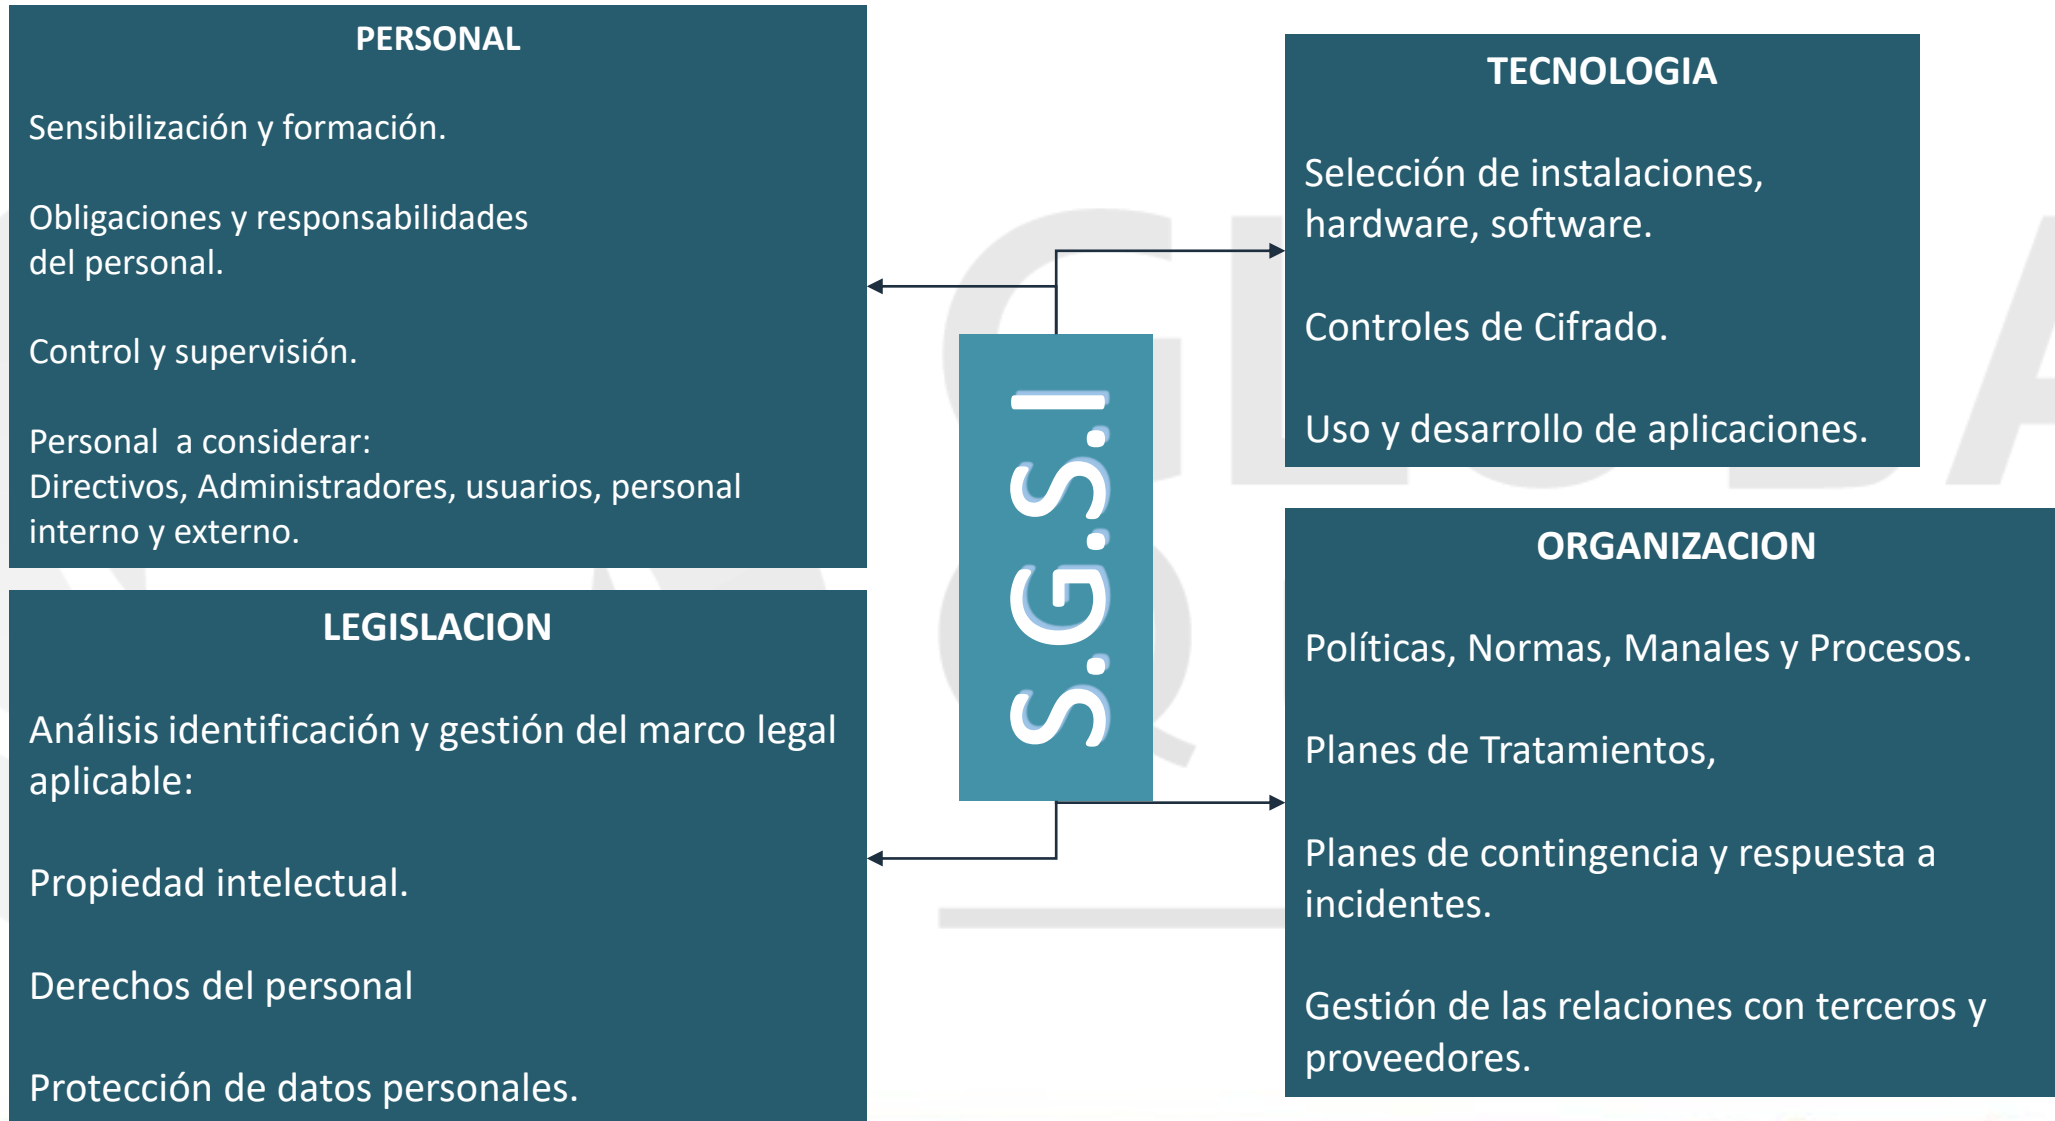 PERSONAL
Sensibilización y formación.
Obligaciones y responsabilidades
del personal.
Control y supervisión.
Personal  a considerar:
Directivos, Administradores, usuarios, personal
interno y externo.
LEGISLACION
Análisis identificación y gestión del marco legal
aplicable:
Propiedad intelectual.
Derechos del personal
Protección de datos personales.
S.G.S.I
TECNOLOGIA
Selección de instalaciones,
hardware, software.
Controles de Cifrado.
Uso y desarrollo de aplicaciones.
ORGANIZACION
Políticas, Normas, Manales y Procesos.
Planes de Tratamientos,
Planes de contingencia y respuesta a
incidentes.
Gestión de las relaciones con terceros y
proveedores.